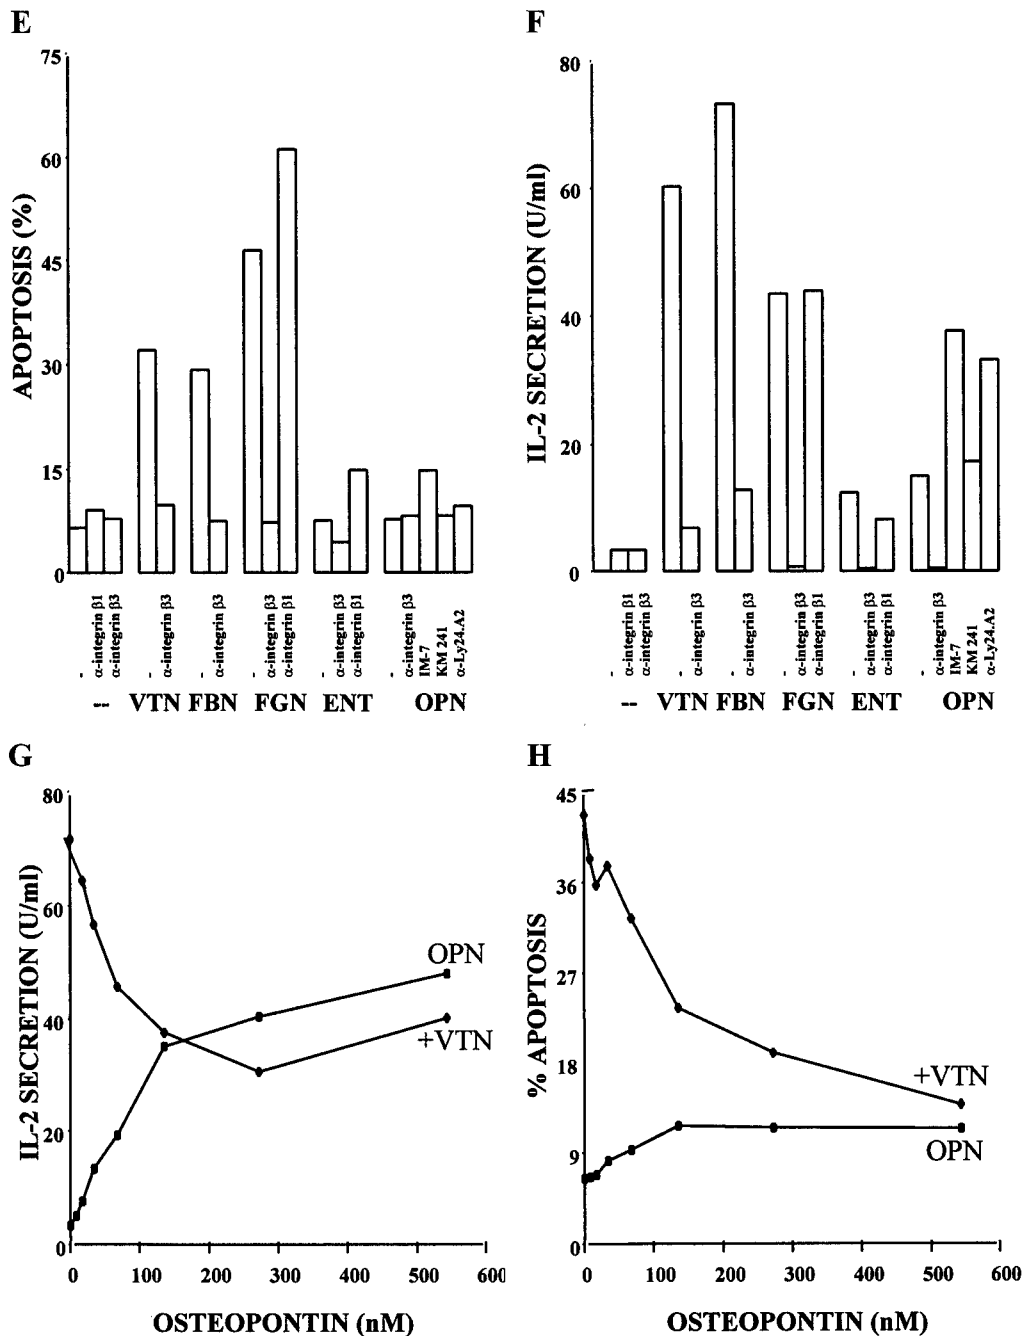 E
75
60
45
30
15
0
APOPTOSIS (%)
-
α-integrin β1
α-integrin β3
-
α-integrin β3
-
α-integrin β3
-
α-integrin β3
α-integrin β1
-
α-integrin β3
α-integrin β1
-
α-integrin β3
IM-7
KM 241
α-Ly24.A2
-- VTN FBN FGN ENT OPN
F
80
60
40
20
0
IL-2 SECRETION (U/ml)
-
α-integrin β1
α-integrin β3
-
α-integrin β3
-
α-integrin β3
-
α-integrin β3
α-integrin β1
-
α-integrin β3
α-integrin β1
-
α-integrin β3
IM-7
KM 241
α-Ly24.A2
-- VTN FBN FGN ENT OPN
G
80
60
40
20
0
IL-2 SECRETION (U/ml)
OPN
+VTN
0 100 200 300 400 500 600
OSTEOPONTIN (nM)
H
45
36
27
18
9
0
% APOPTOSIS
+VTN
OPN
0 100 200 300 400 500 600
OSTEOPONTIN (nM)